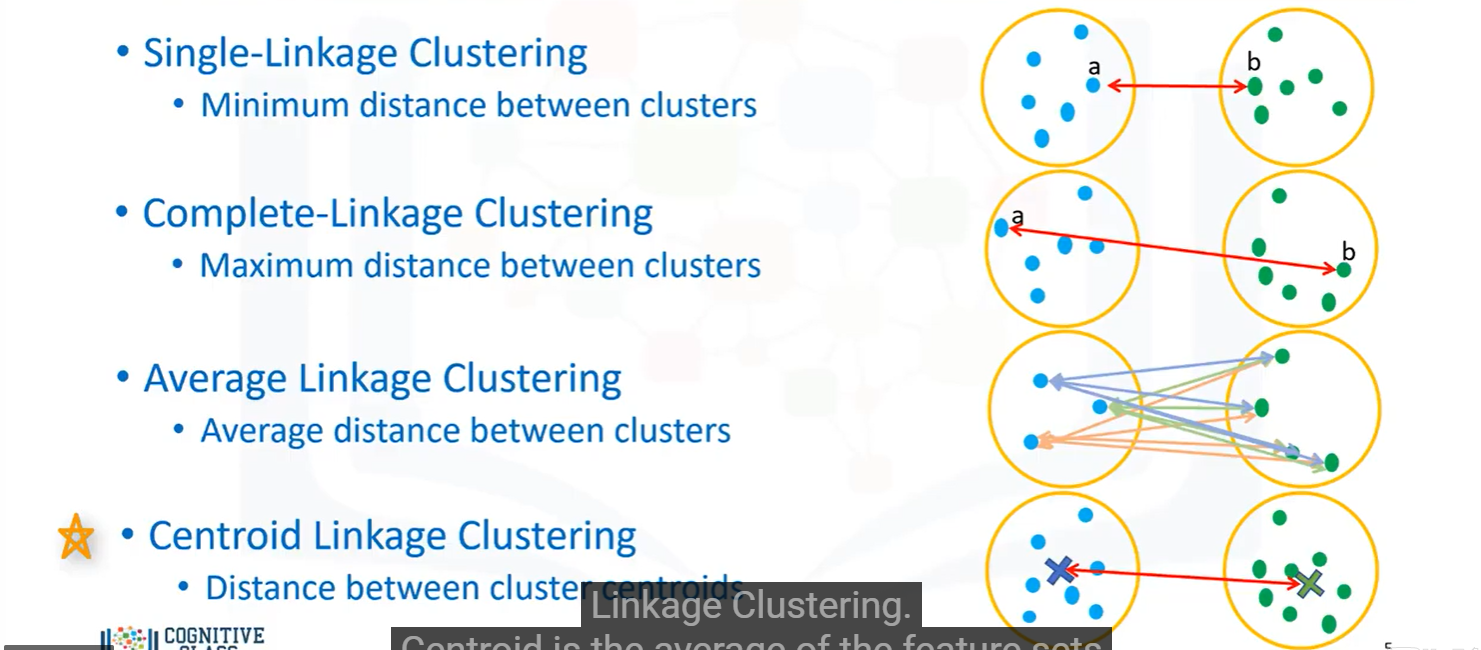 • Single-Linkage Clustering
• Minimum distance between clusters
a
b
• Complete-Linkage Clustering
• Maximum distance between clusters
a
b
• Average Linkage Clustering
• Average distance between clusters
• Centroid Linkage Clustering
• Distance between cluster centroids
Linkage Clustering.
Centroid is the average of the feature sets
COGNITIVE
CLASS
5